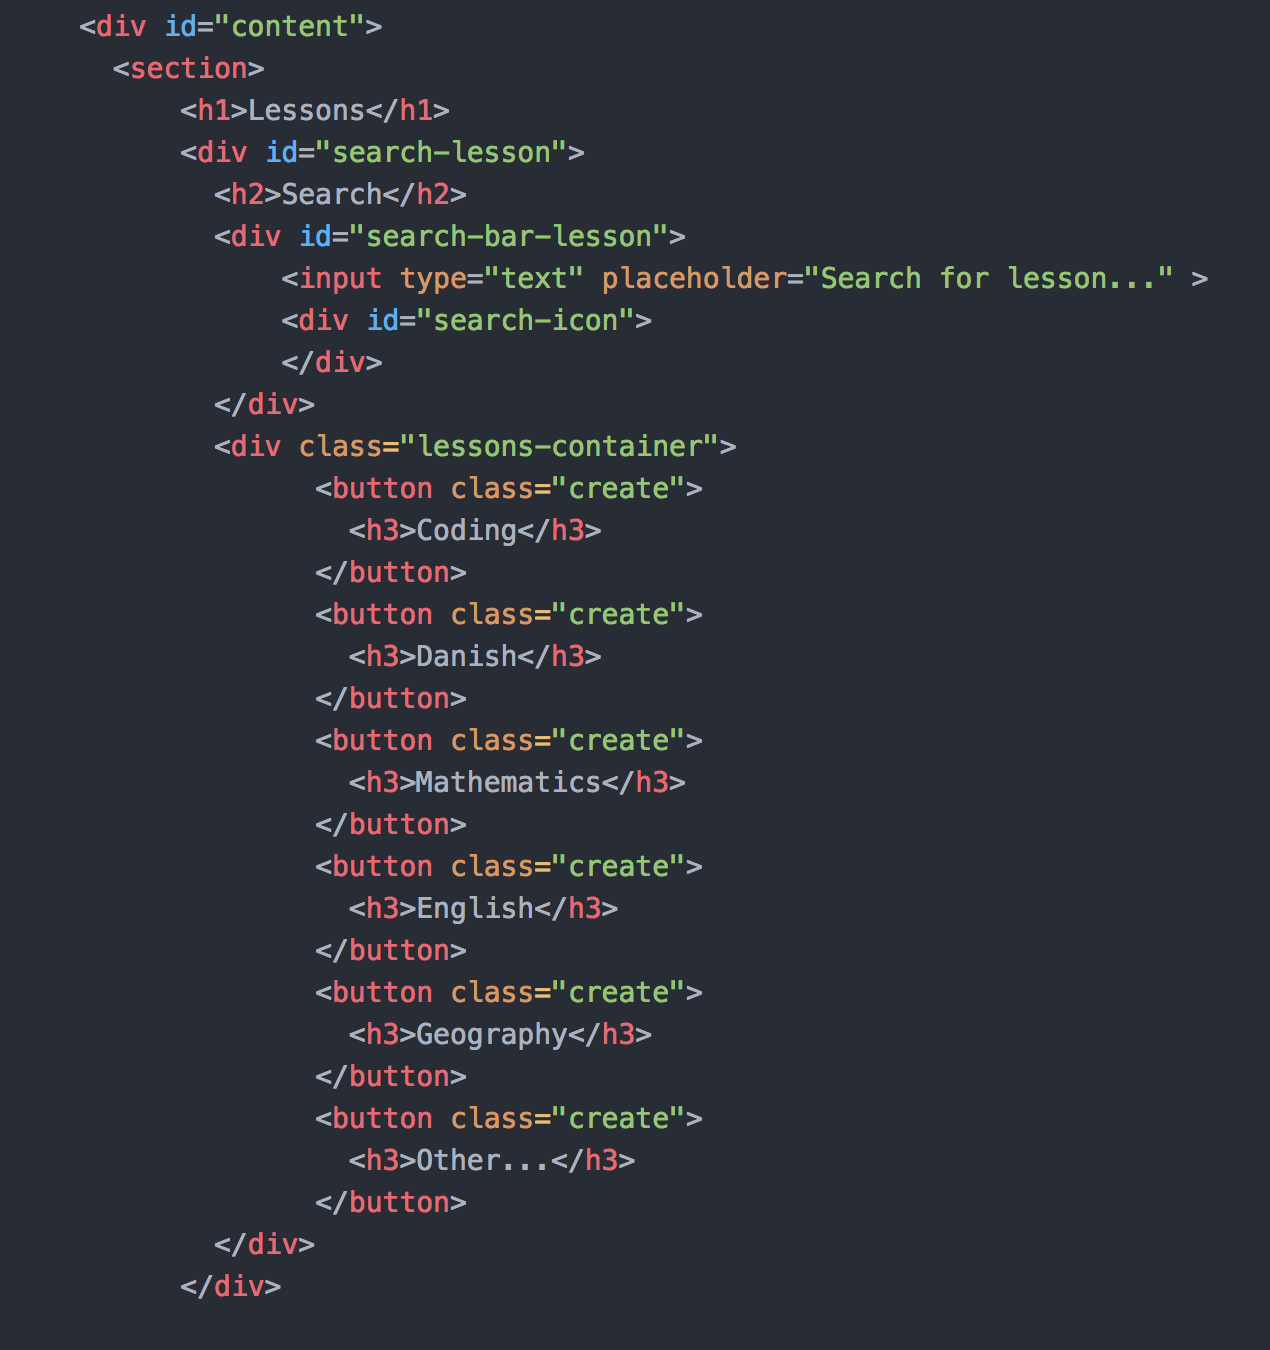 <div id="content">
<section>
<h1>Lessons</h1>
<div id="search-lesson">
<h2>Search</h2>
<div id="search-bar-lesson">
<input type="text" placeholder="Search for lesson..." >
<div id="search-icon">
</div>
</div>
<div class="lessons-container">
<button class="create">
<h3>Coding</h3>
</button>
<button class="create">
<h3>Danish</h3>
</button>
<button class="create">
<h3>Mathematics</h3>
</button>
<button class="create">
<h3>English</h3>
</button>
<button class="create">
<h3>Geography</h3>
</button>
<button class="create">
<h3>Other...</h3>
</button>
</div>
</div>